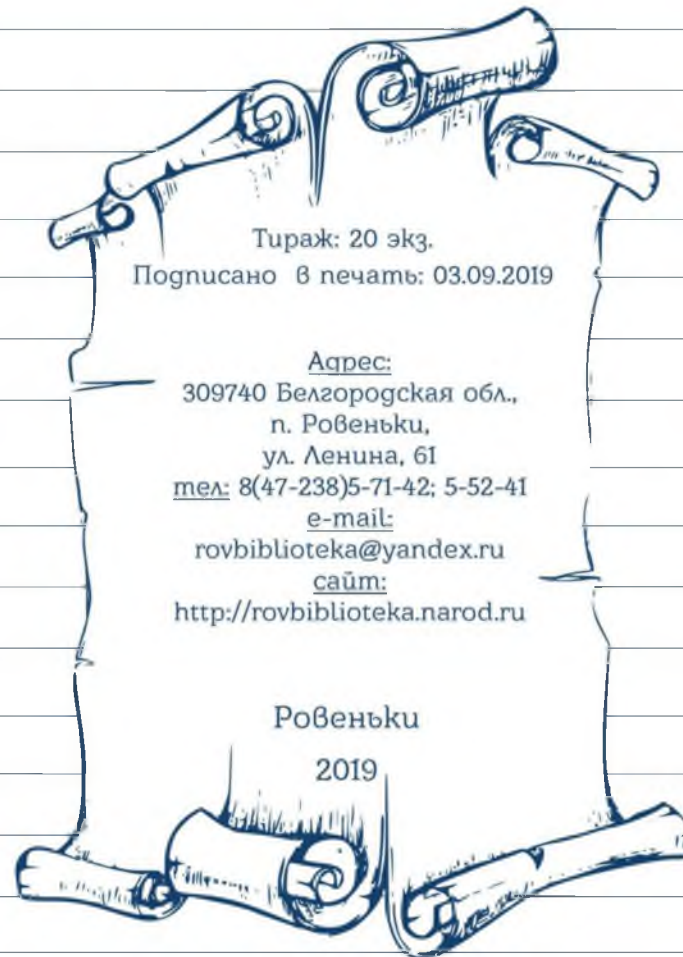 Тираж: 20 экз.
Подписано в печать: 03.09.2019
Адрес:
309740 Белгородская обл.,
п. Ровеньки,
ул. Ленина, 61
тел: 8(47-238)5-71-42; 5-52-41
e-mail:
rovbiblioteka@yandex.ru
сайт:
http://rovbiblioteka.narod.ru
Ровеньки
2019